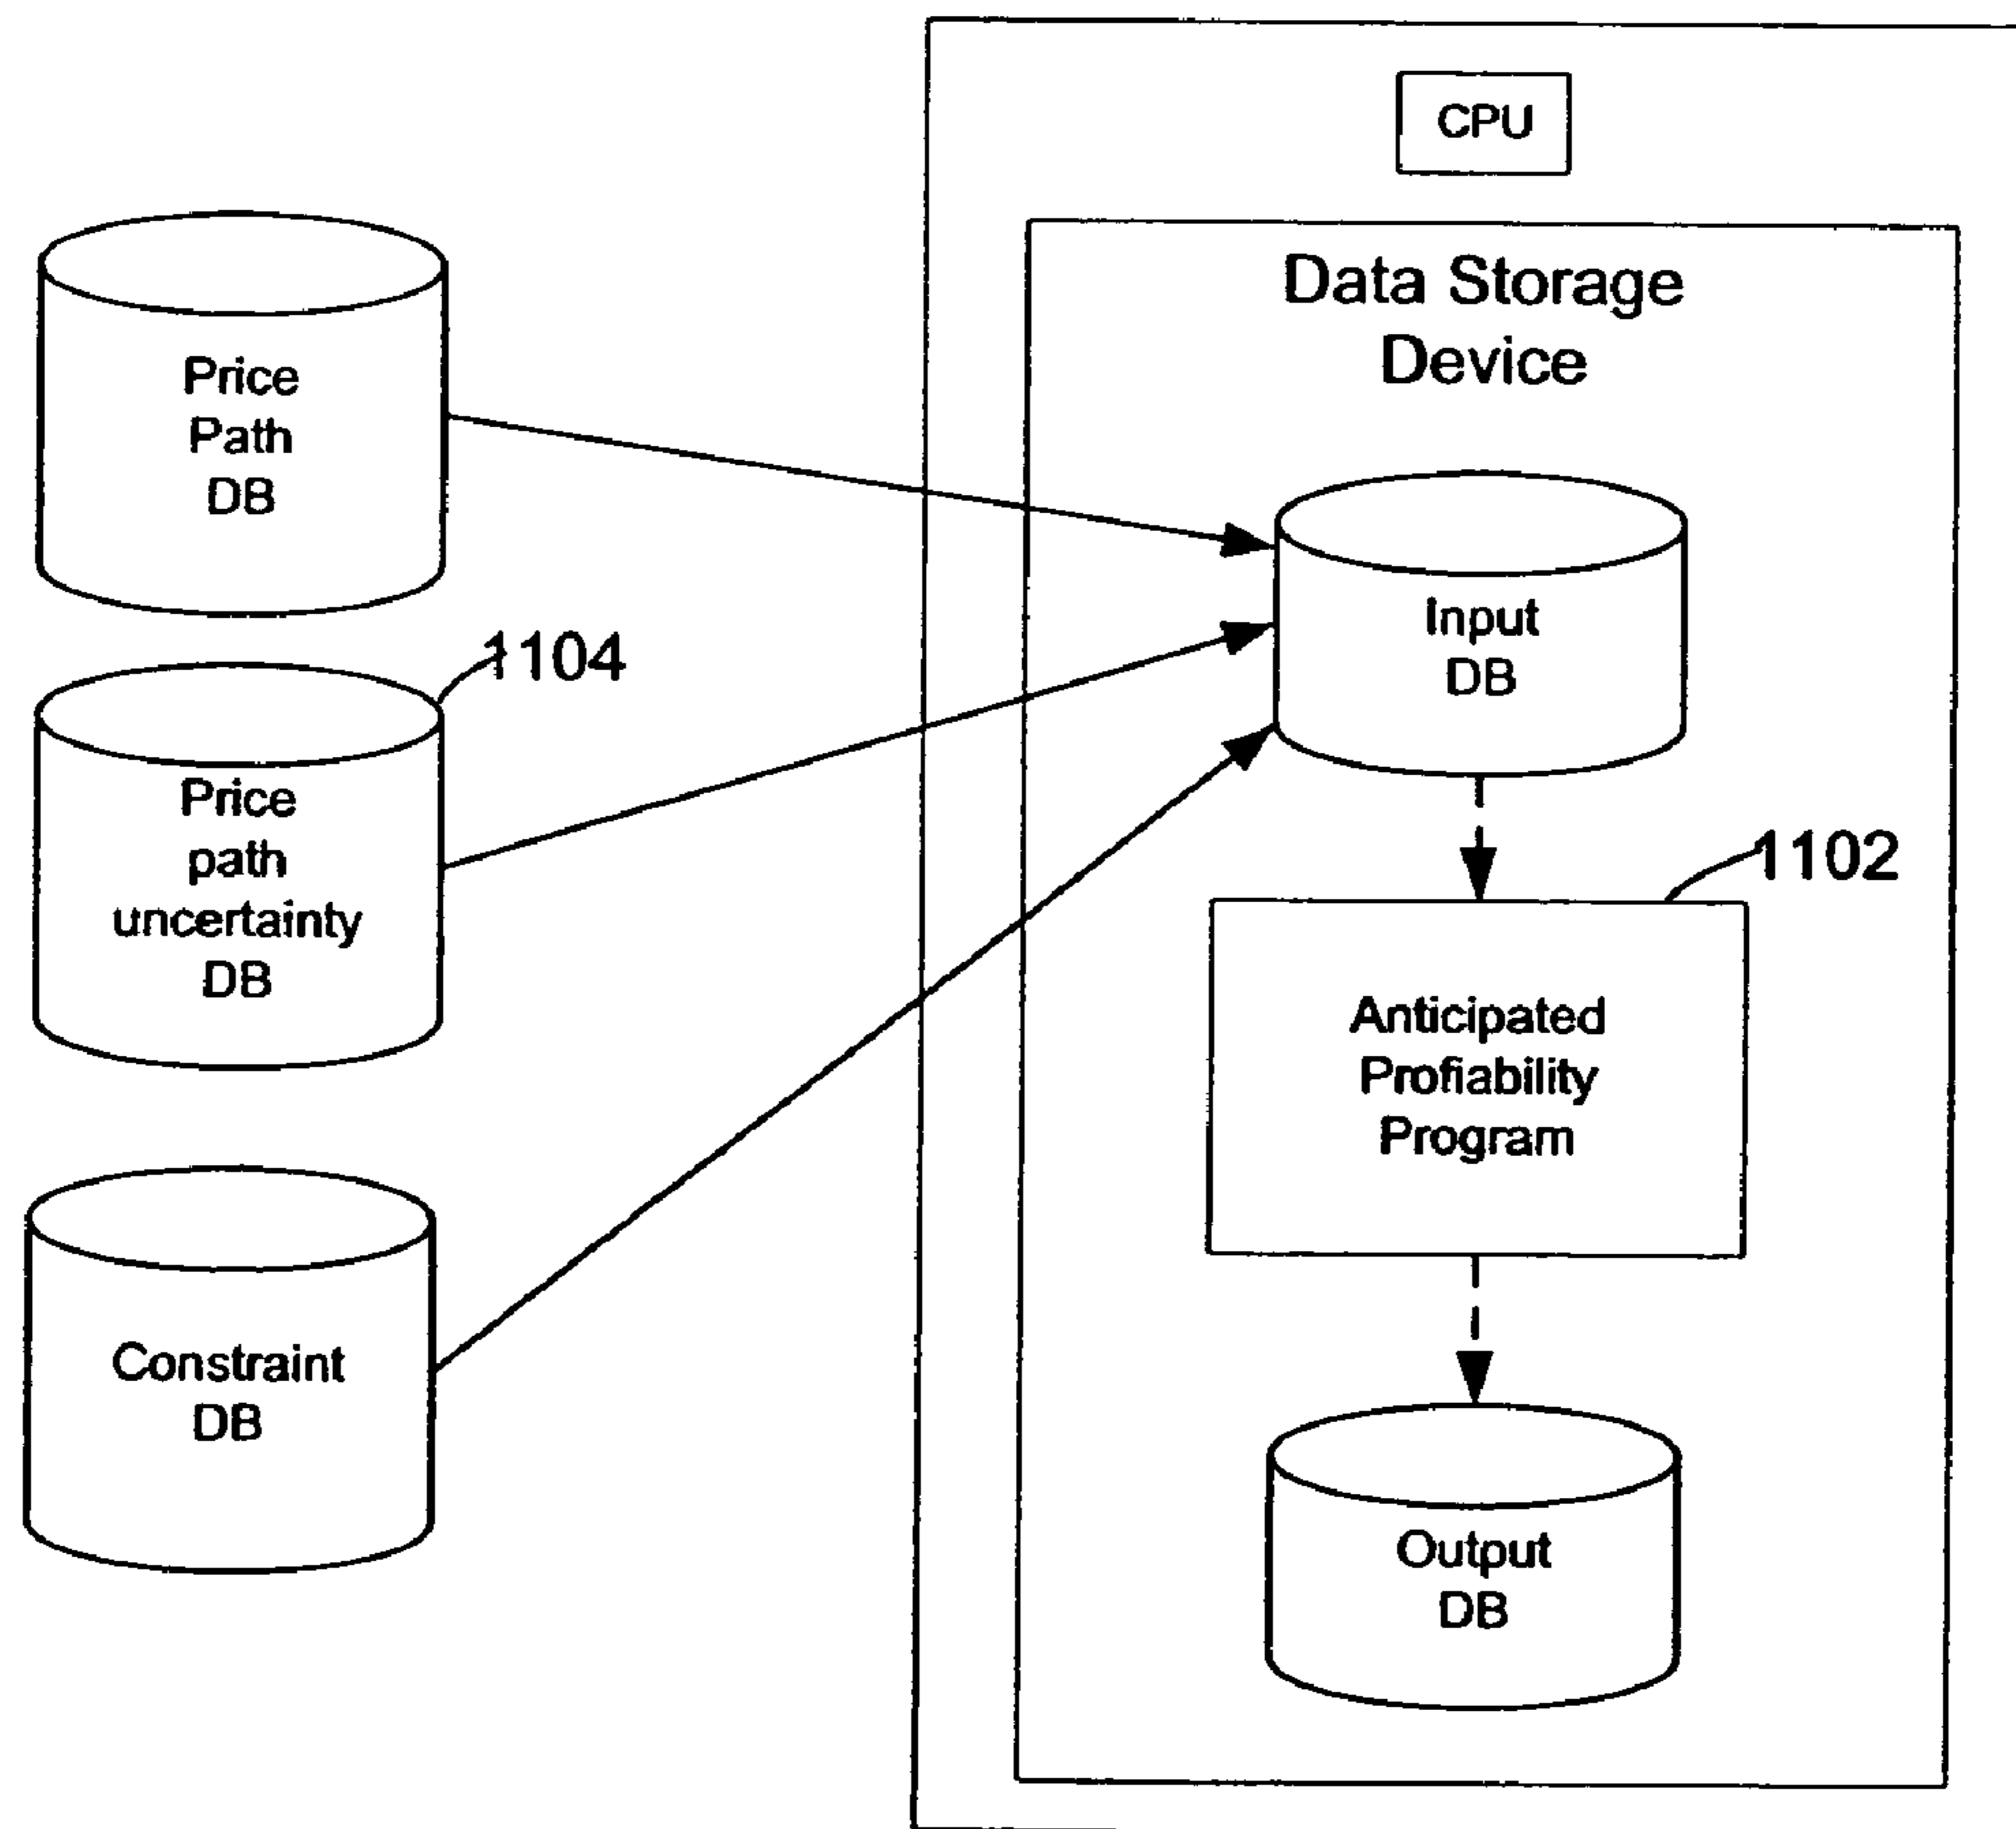 CPU
Data Storage
Device
Price
Path
DB
Input
DB
1104
Price
path
uncertainty
DB
1102
Anticipated
Profiability
Program
Constraint
DB
Output
DB